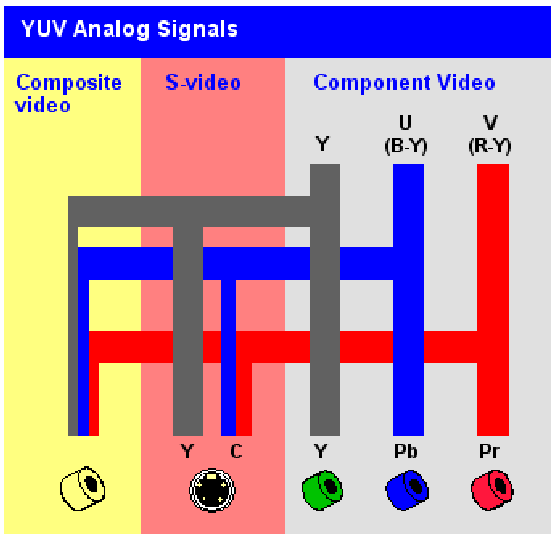 YUV Analog Signals
Composite
video
S-video
Component Video
Y
U
(B-Y)
V
(R-Y)
Y
C
Y
Pb
Pr